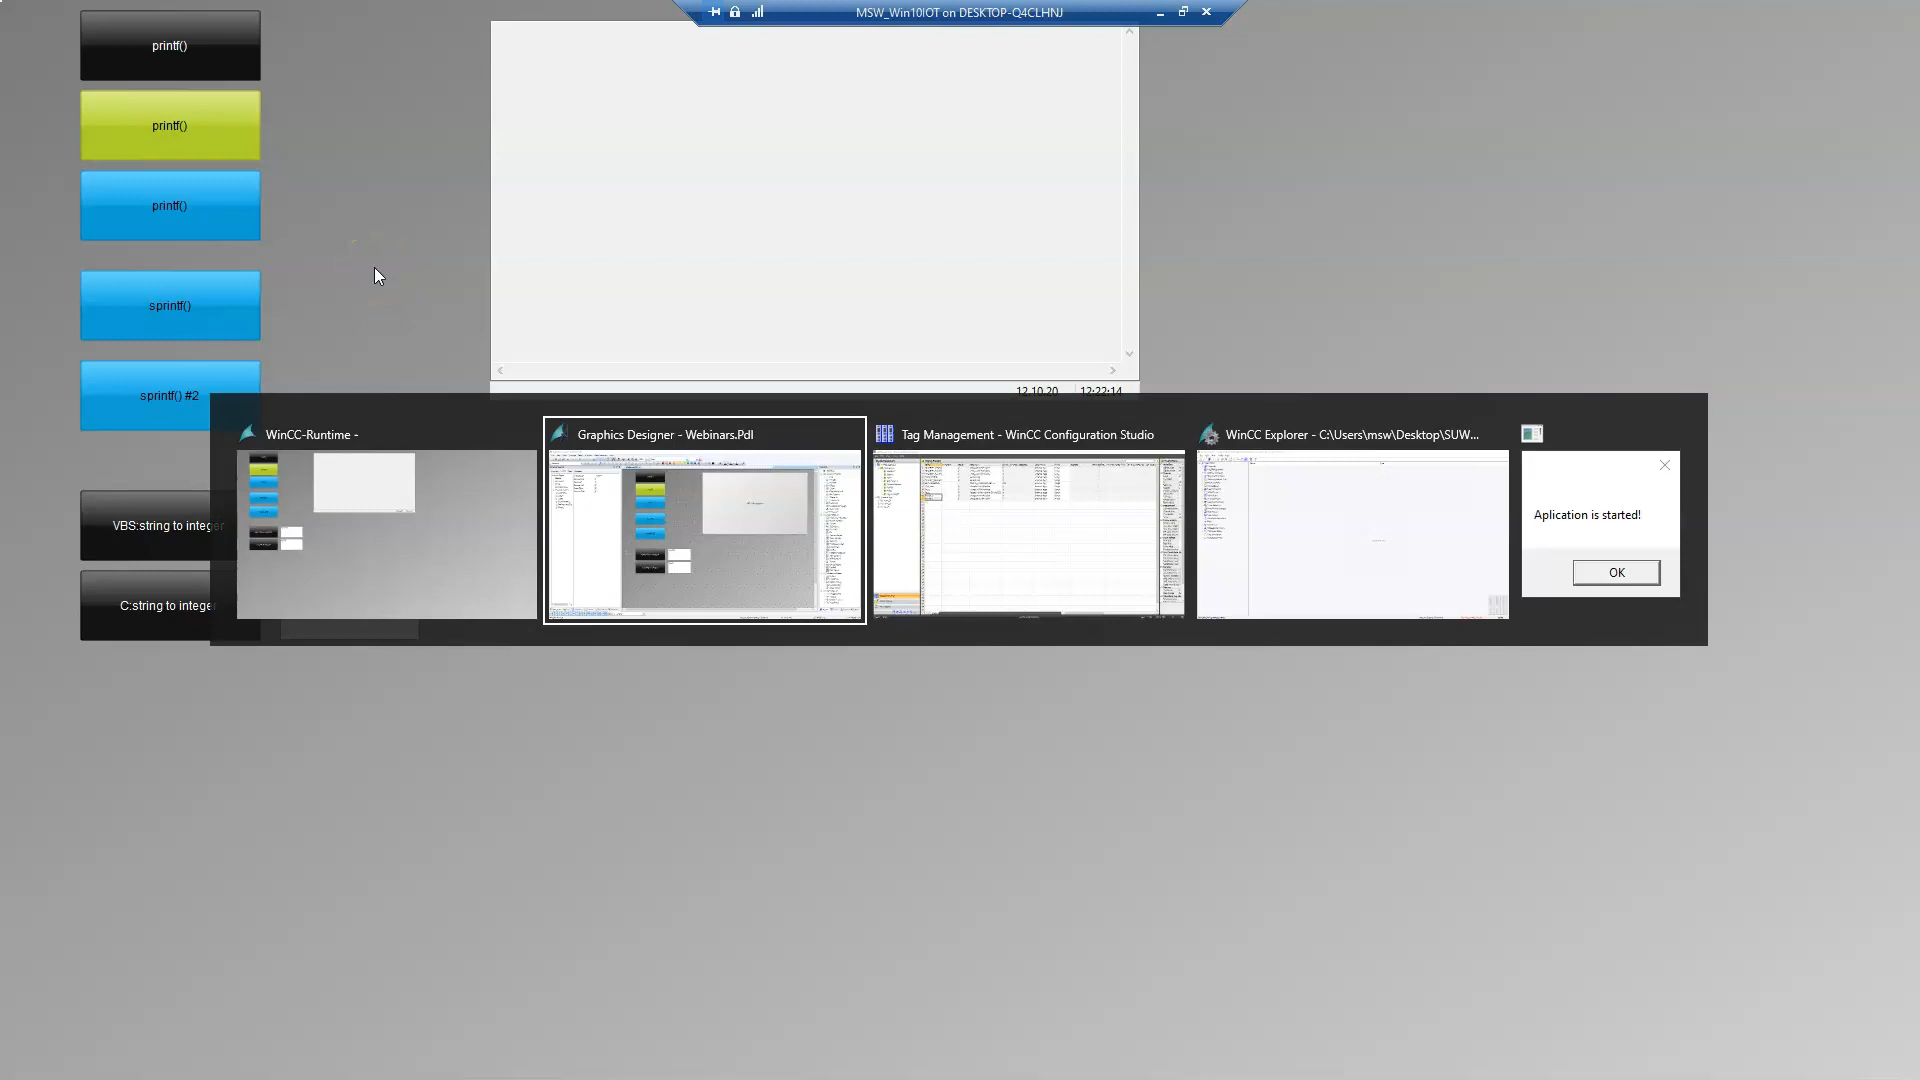 MSW_Win10IOT on DESKTOP-Q4CLHNJ
printf()
printf()
printf()
sprintf()
sprintf() #2
12.10.20
12:22:14
WinCC-Runtime -
Graphics Designer - Webinars.Pdl
Tag Management - WinCC Configuration Studio
WinCC Explorer - C:\Users\msw\Desktop\SUW...
Aplication is started!
OK
VBS:string to integer
C:string to integer